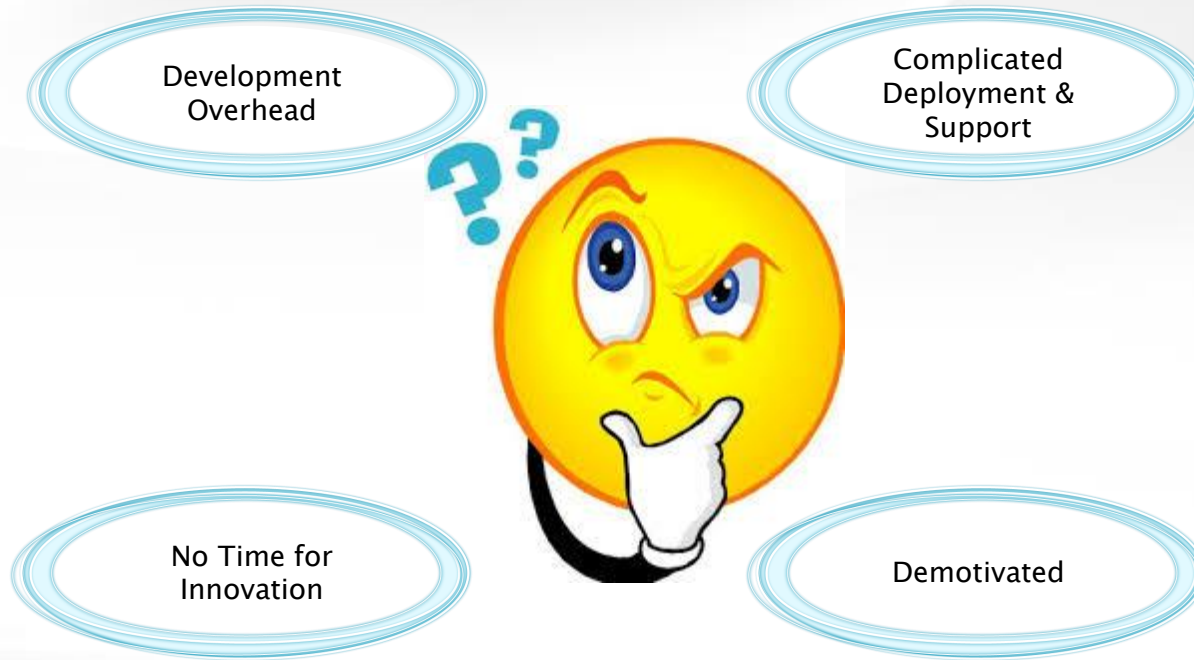 Development
Overhead
Complicated
Deployment &
Support
? ?
No Time for
Innovation
Demotivated